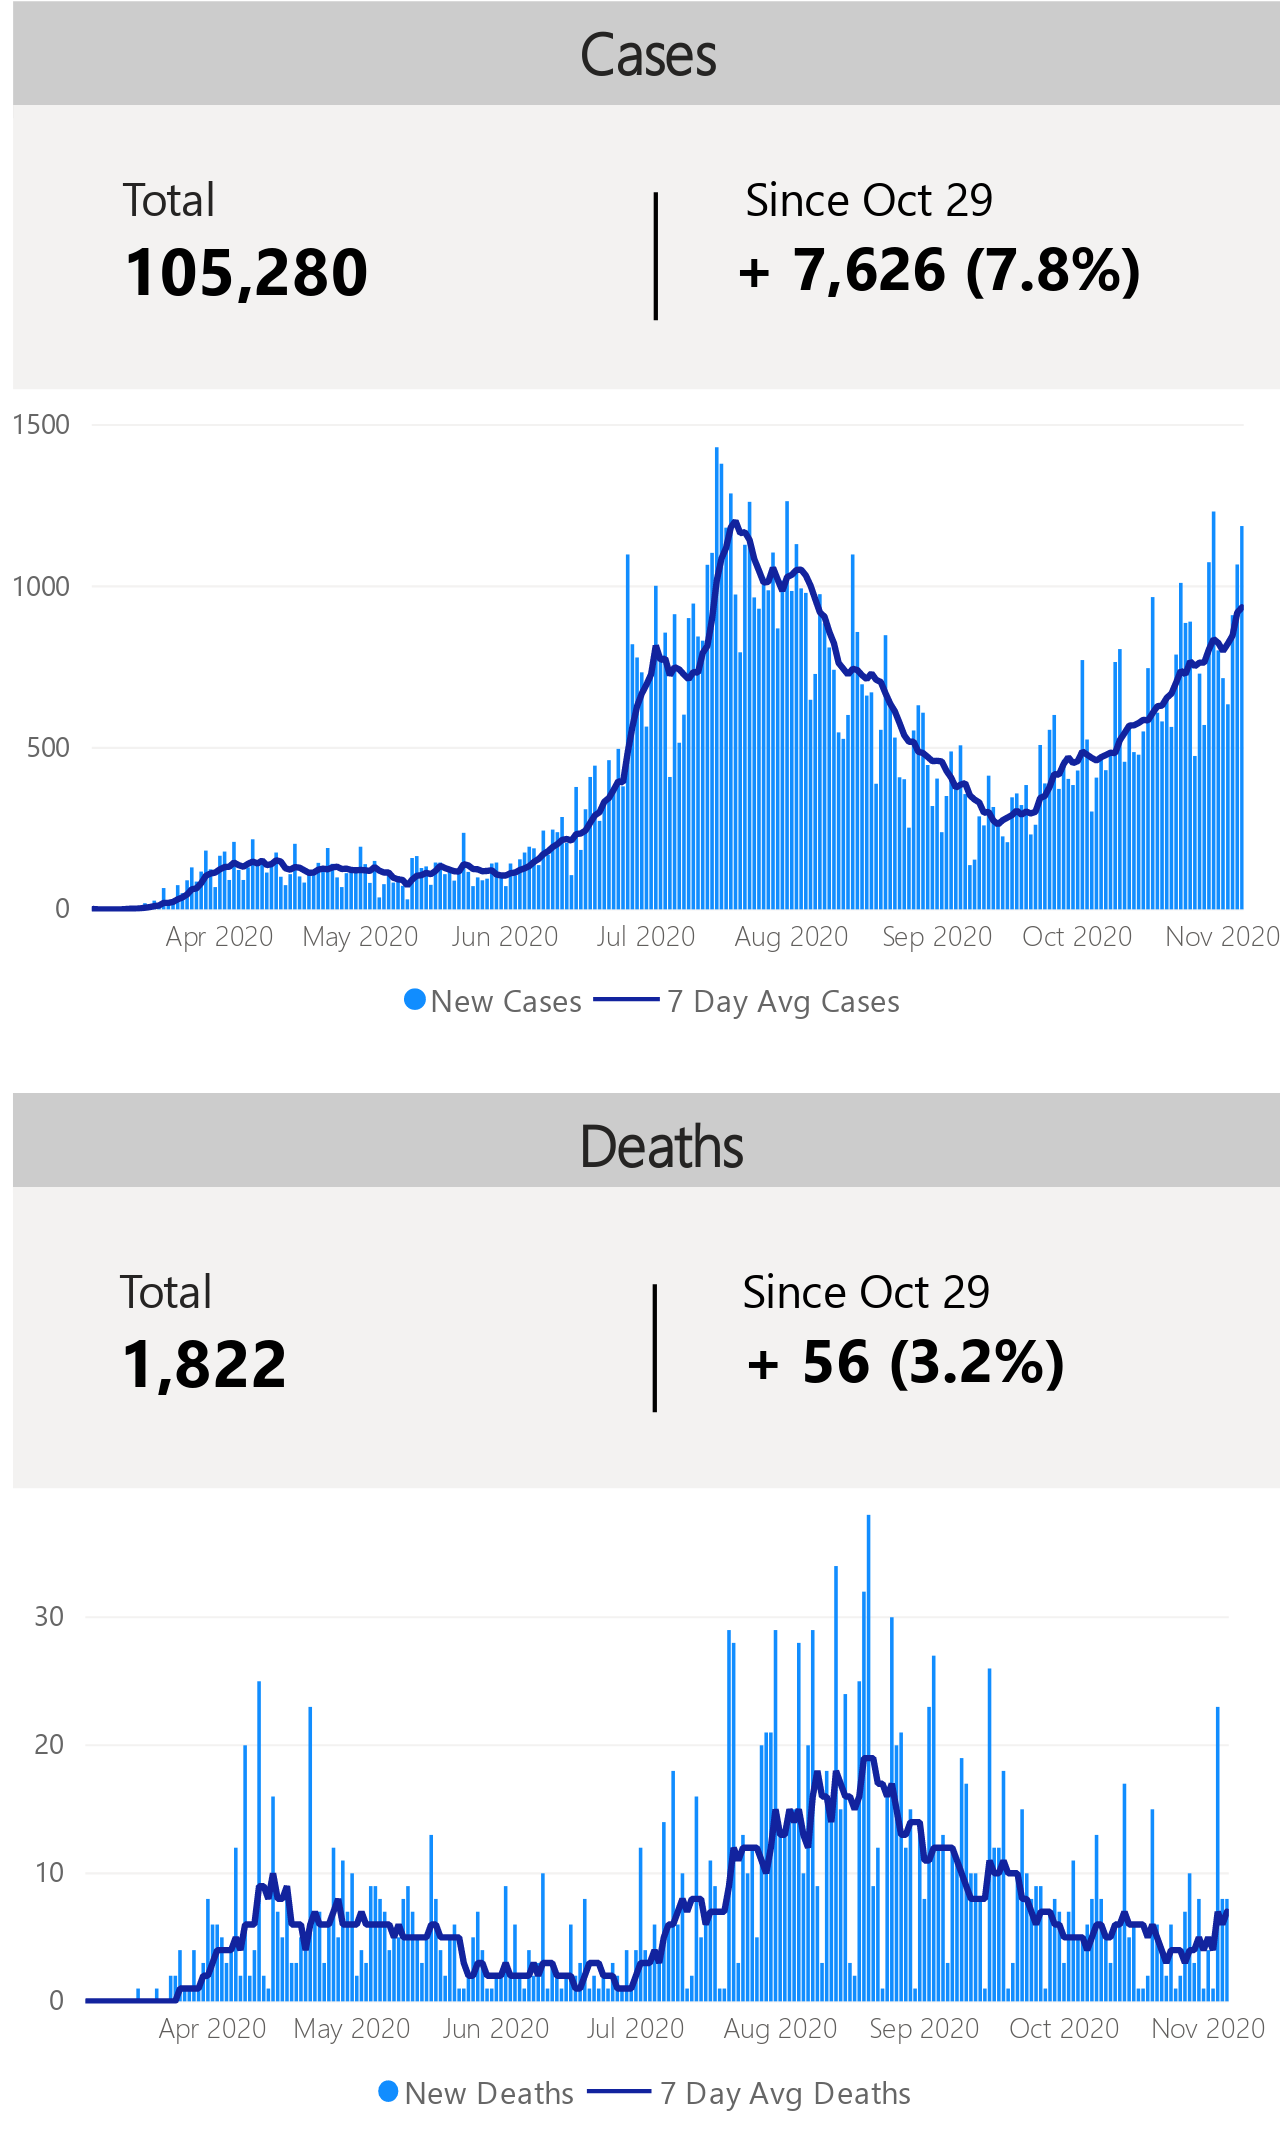 Cases
Total
Since Oct 29
105,280
+ 7,626 (7.8%)
1500
1000
500
0
Apr 2020 May 2020 Jun 2020 Jul 2020 Aug 2020 Sep 2020 Oct 2020 Nov 2020
New Cases 7 Day Avg Cases
Deaths
Total
Since Oct 29
1,822
+ 56 (3.2%)
30
20
10
0
Apr 2020 May 2020 Jun 2020 Jul 2020 Aug 2020 Sep 2020 Oct 2020 Nov 2020
New Deaths 7 Day Avg Deaths